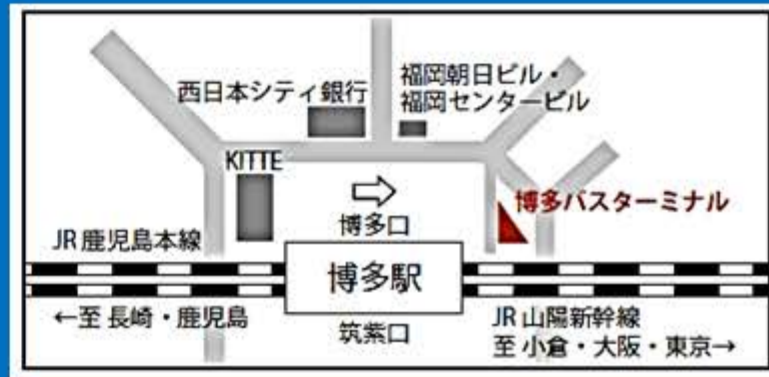 西日本シティ銀行
福岡朝日ビル・
福岡センタービル
KITTE
博多バスターミナル
博多口
JR鹿児島本線
博多駅
←至 長崎・鹿児島
筑紫口
JR山陽新幹線
至 小倉・大阪・東京→